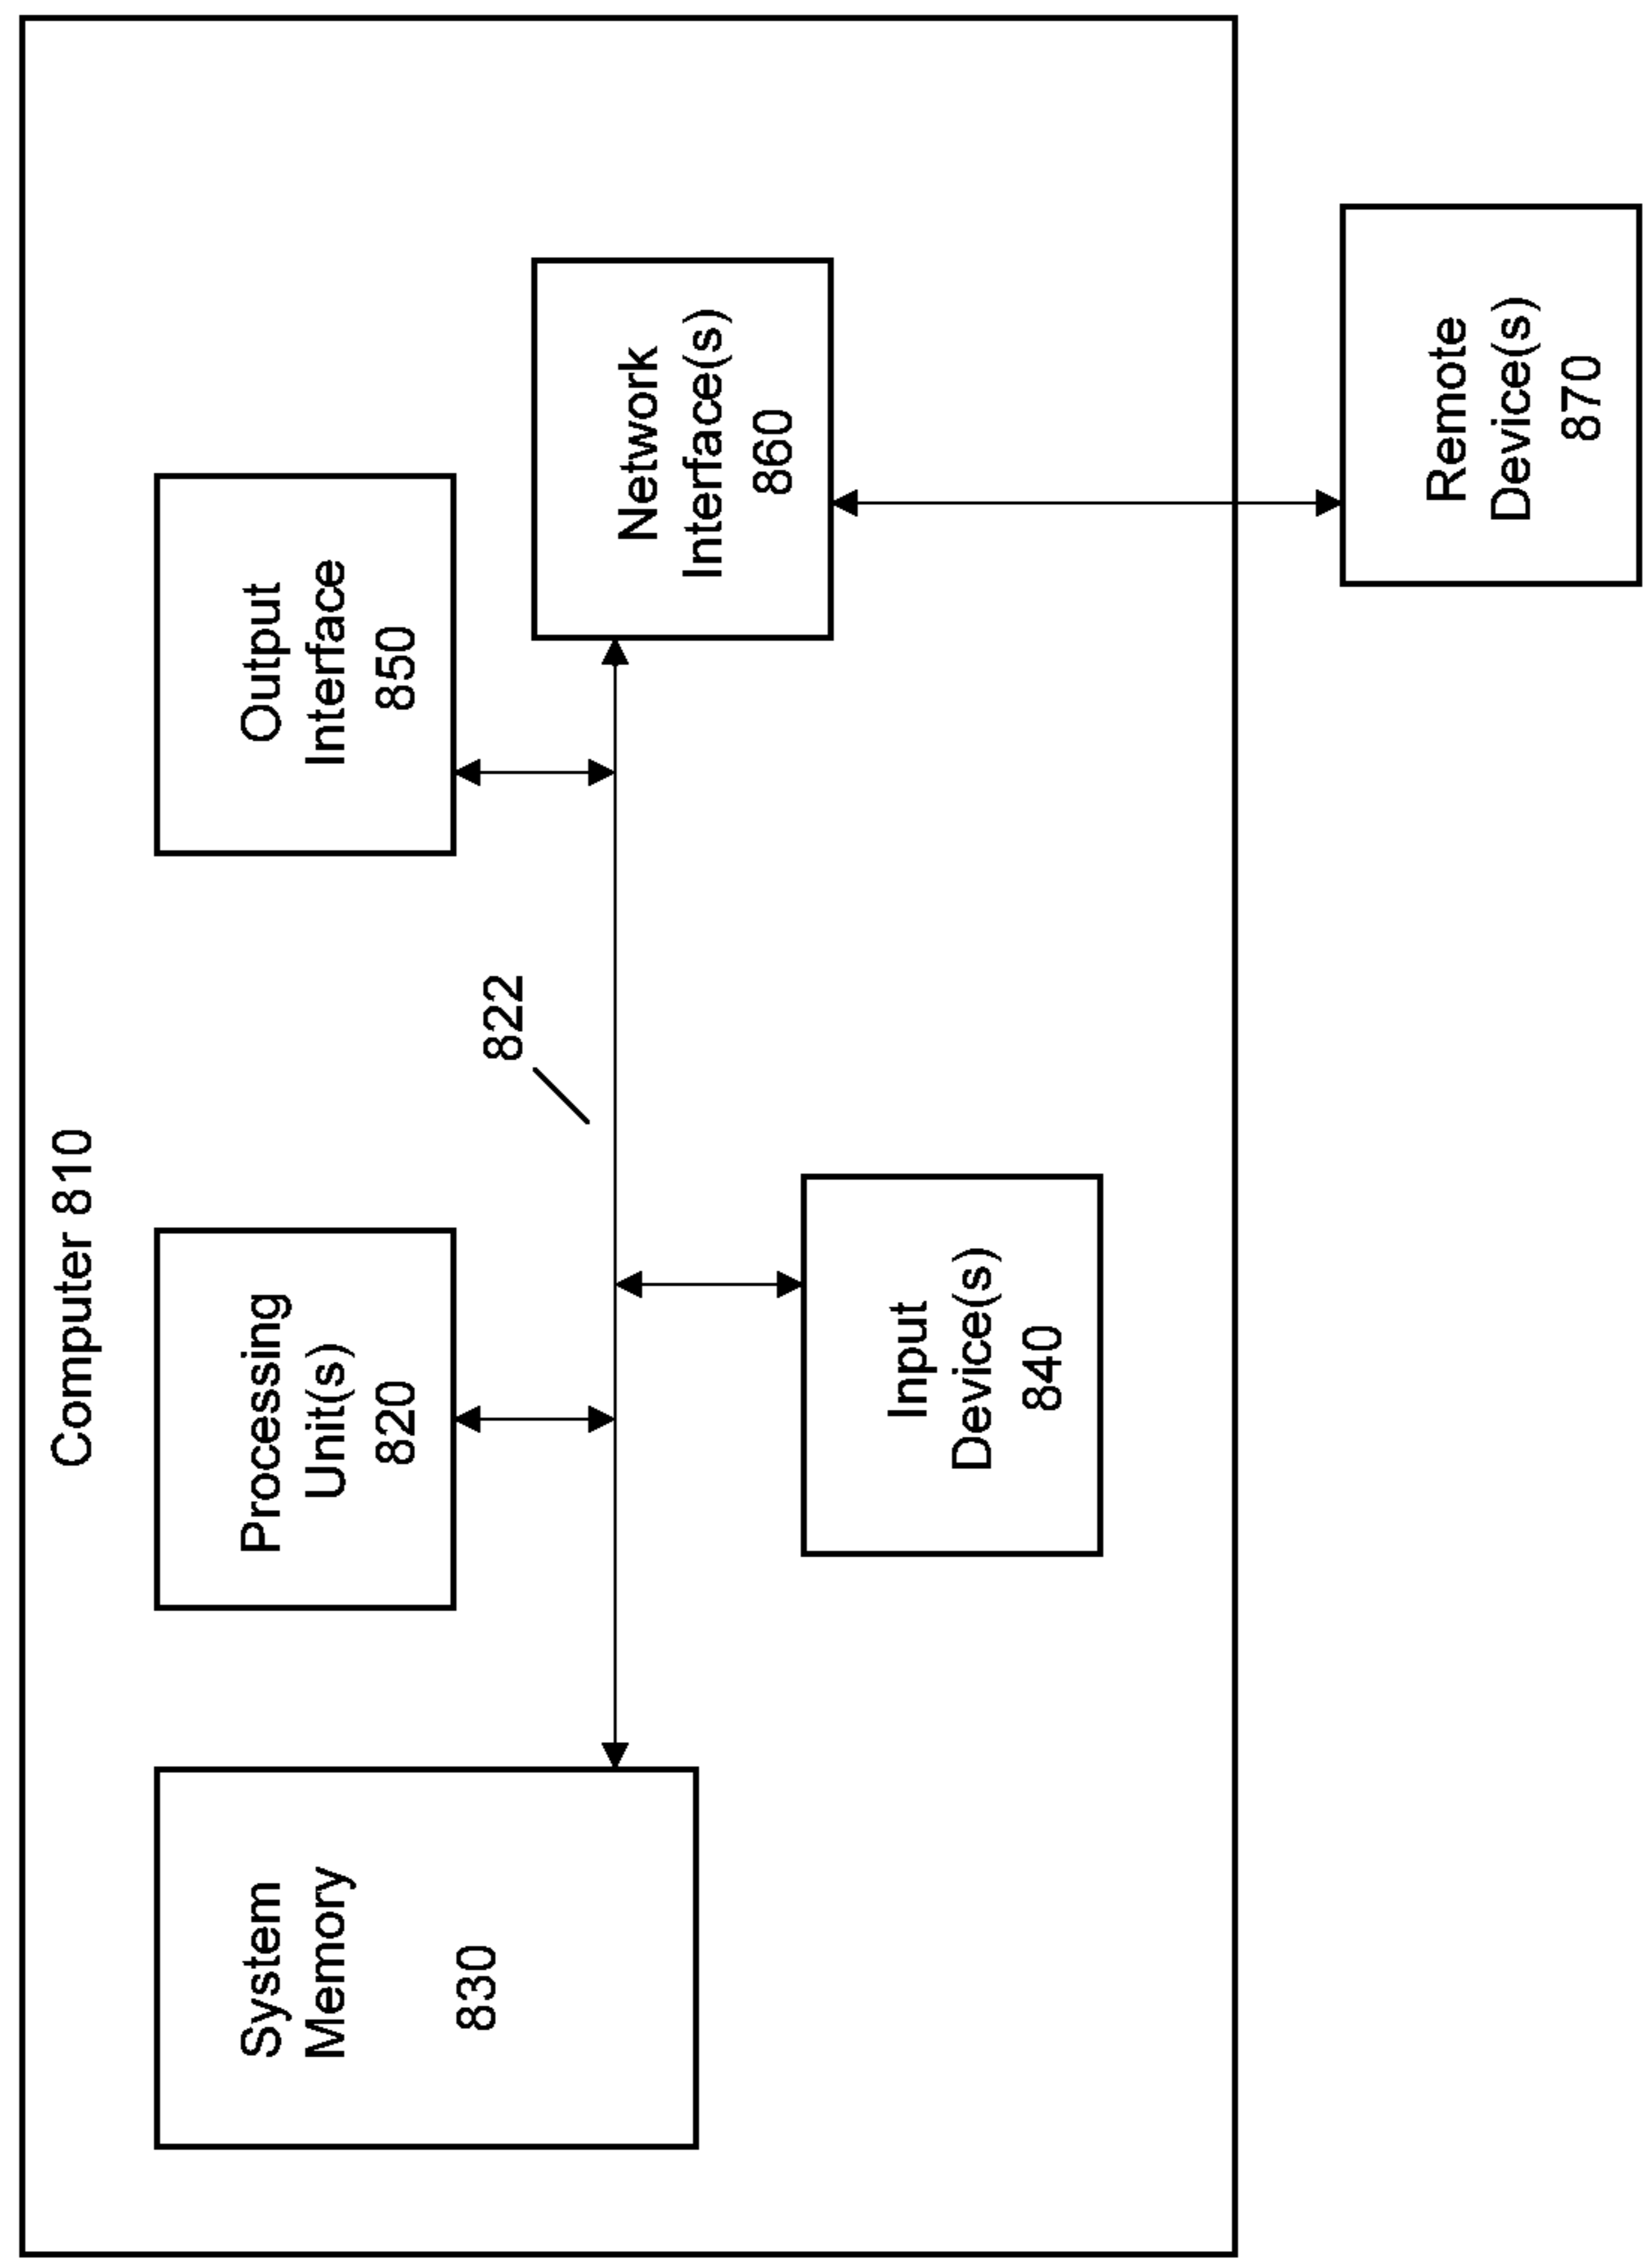 Computer 810
System
Memory
830
Processing
Unit(s)
820
Output
Interface
850
822
Network
Interface(s)
860
Input
Device(s)
840
Remote
Device(s)
870